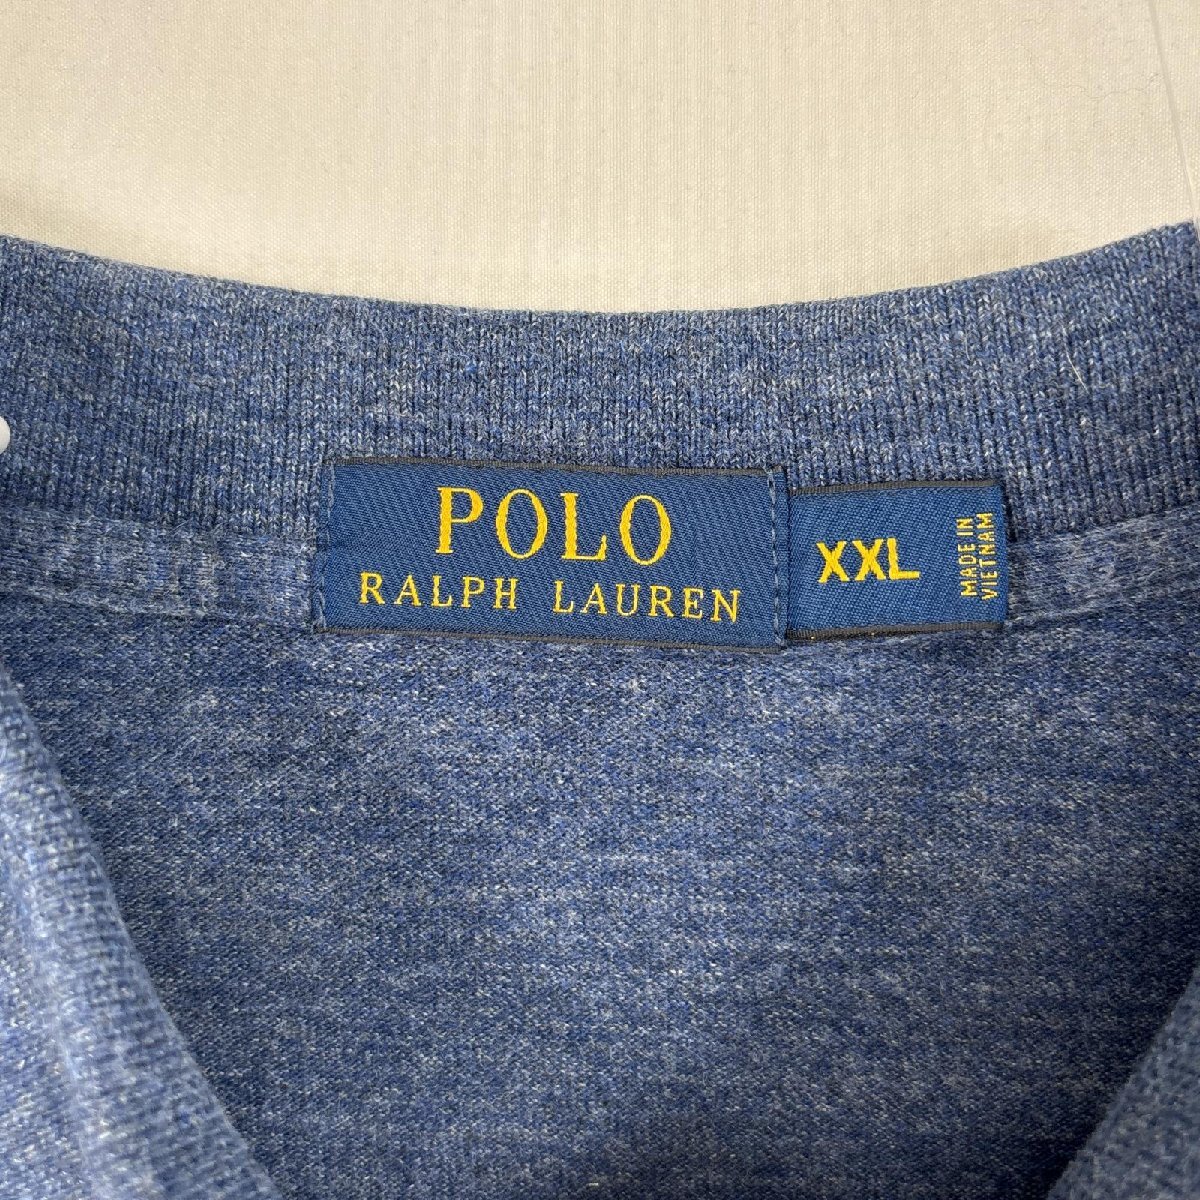 POLO
RALPH LAUREN
XXL
MADE IN
VIETNAM